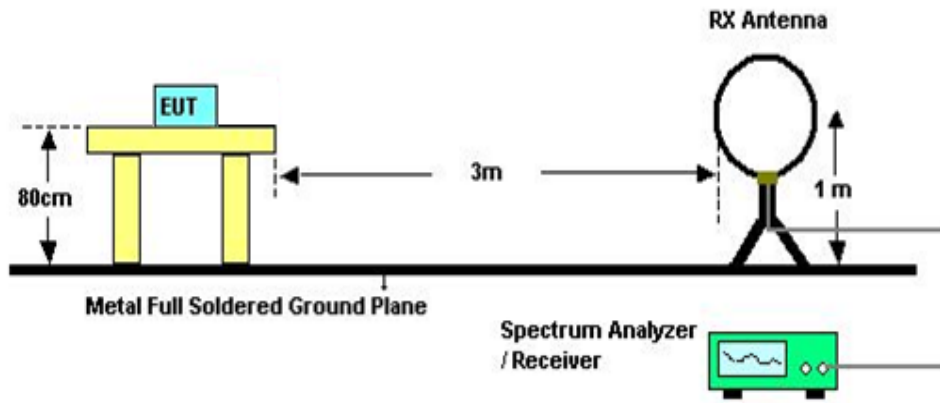 RX Antenna
EUT
3m
80cm
1 m
Metal Full Soldered Ground Plane
Spectrum Analyzer
/ Receiver